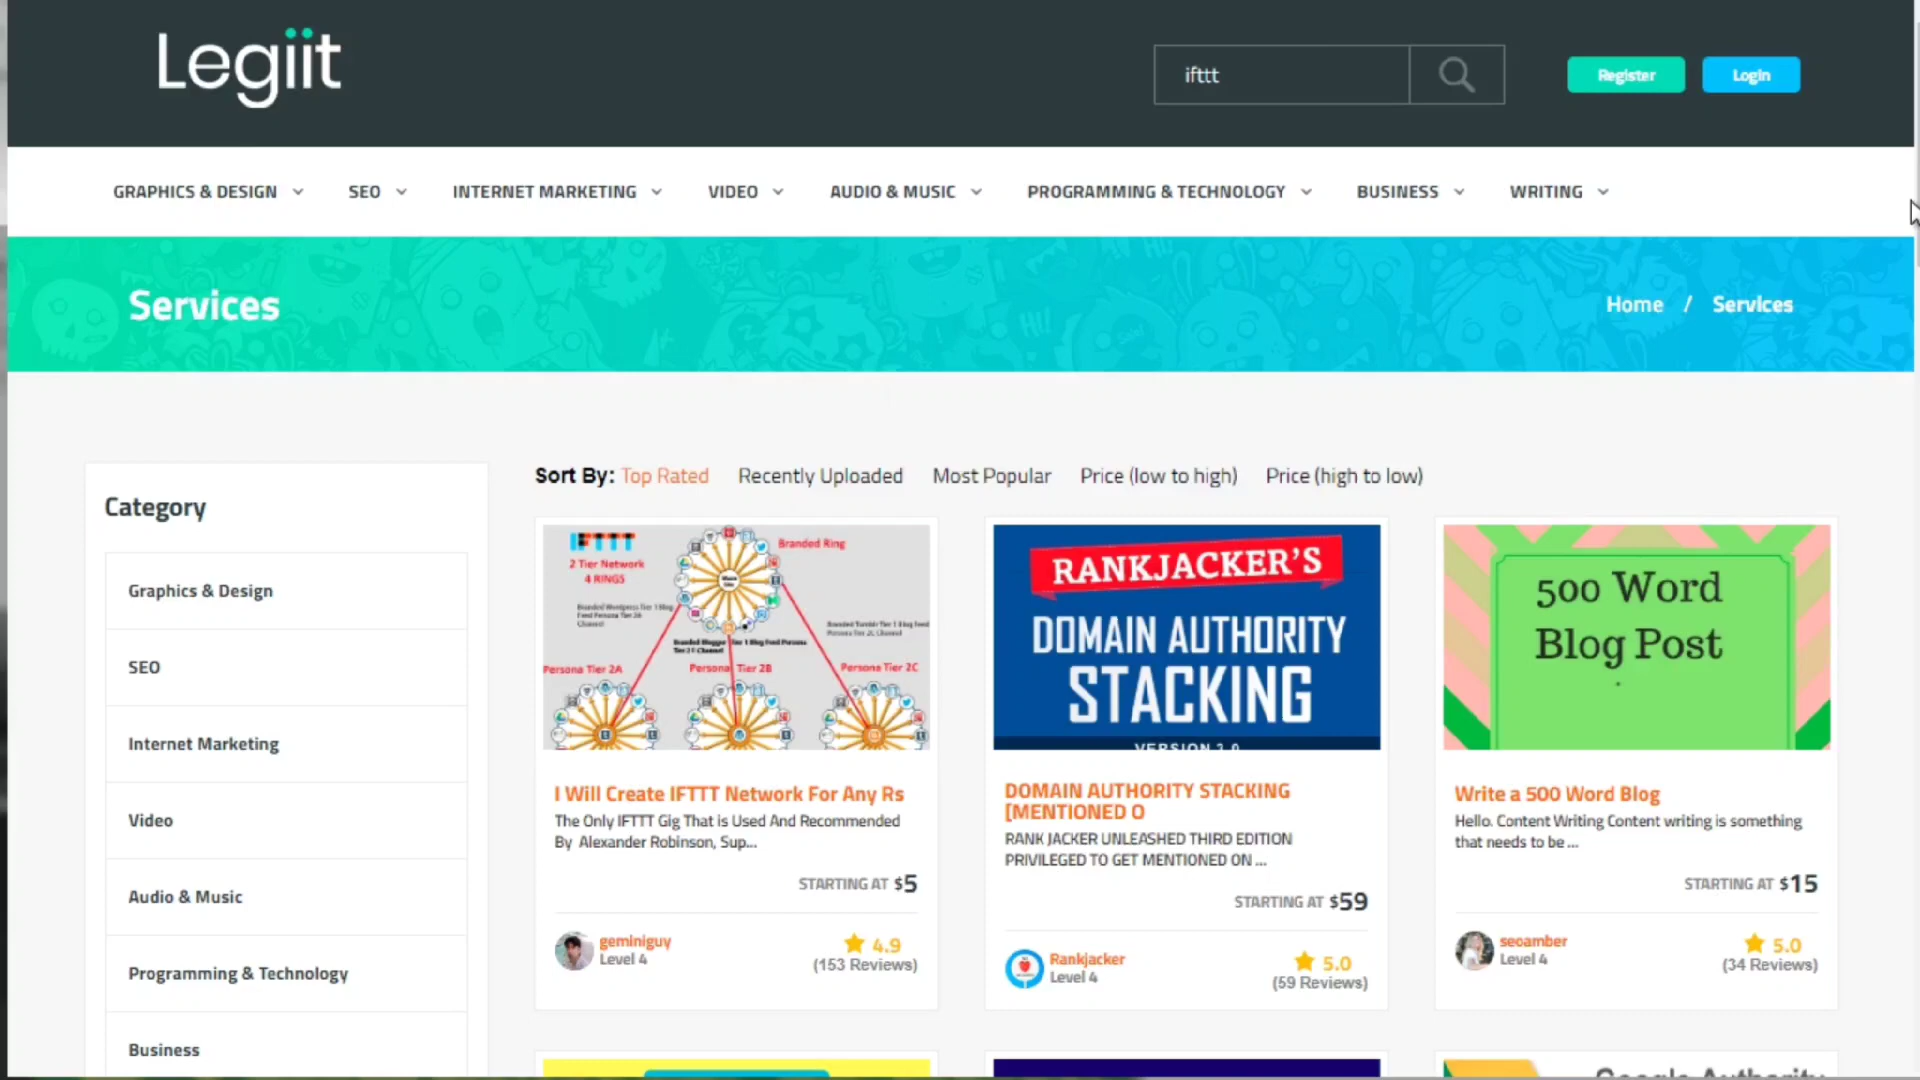 Legiit
ifttt
Register
Login
GRAPHICS & DESIGN
SEO
INTERNET MARKETING
VIDEO
AUDIO & MUSIC
PROGRAMMING & TECHNOLOGY
BUSINESS
WRITING
Services
Home / Services
Category
Graphics & Design
SEO
Internet Marketing
Video
Audio & Music
Programming & Technology
Business
Sort By: Top Rated
Recently Uploaded
Most Popular
Price (low to high)
Price (high to low)
IFTTT
2 Tier Network
4 RINGS
Branded Ring
Persona Tier 2A
Persona Tier 2B
Persona Tier 2C
I Will Create IFTTT Network For Any Rs
The Only IFTTT Gig That is Used And Recommended
By Alexander Robinson, Sup...
STARTING AT $5
geminiguy
Level 4
4.9
(153 Reviews)
RANKJACKER'S
DOMAIN AUTHORITY
STACKING
VERSION 2.0
DOMAIN AUTHORITY STACKING
[MENTIONED O
RANK JACKER UNLEASHED THIRD EDITION
PRIVILEGED TO GET MENTIONED ON ...
STARTING AT $59
Rankjacker
Level 4
5.0
(59 Reviews)
500 Word
Blog Post
Write a 500 Word Blog
Hello. Content Writing Content writing is something
that needs to be ...
STARTING AT $15
seoamber
Level 4
5.0
(34 Reviews)
Google Authority